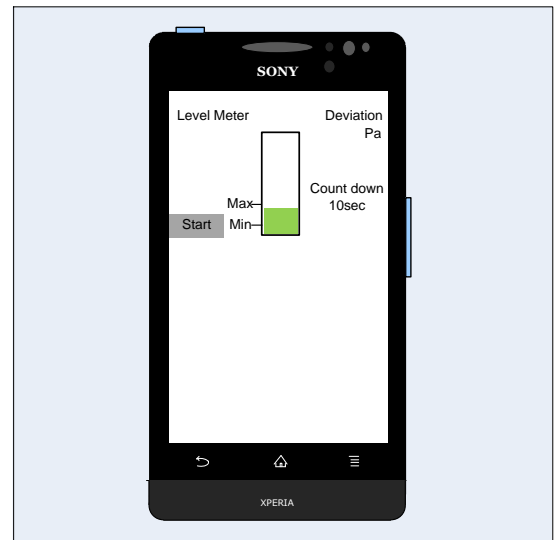 SONY
Level Meter
Deviation
Pa
Count down
10sec
Max
Start
Min
XPERIA